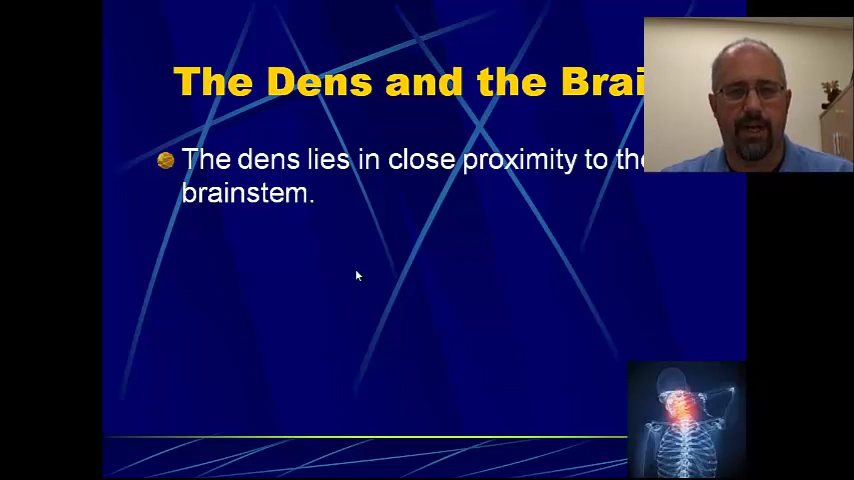 The Dens and the Brai
The dens lies in close proximity to the
brainstem.